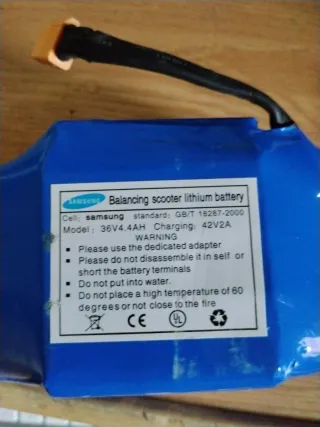 SAMSUNG Balancing scooter lithium battery
Cell: samsung standard: GB/T 18287-2000
Model: 36V4.4AH Charging: 42V2A
WARNING
Please use the dedicated adapter
Please do not disassemble it in self or
short the battery terminals
Do not put into water.
Do not place a high temperature of 60
degrees or not close to the fire
CE UL